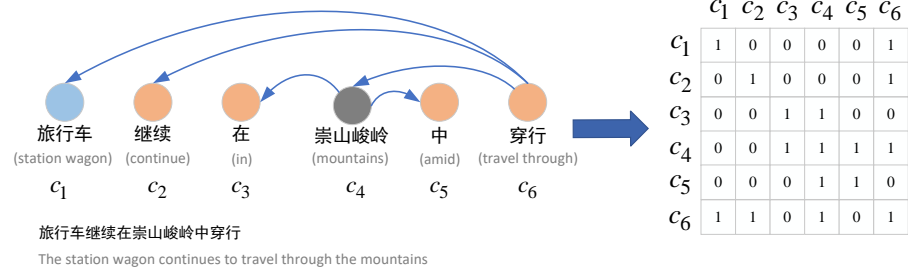 旅行车 继续 在 崇山峻岭 中 穿行
(station wagon) (continue) (in) (mountains) (amid) (travel through)
c1 c2 c3 c4 c5 c6
旅行车继续在崇山峻岭中穿行
The station wagon continues to travel through the mountains
c1 c2 c3 c4 c5 c6
c1 1 0 0 0 0 1
c2 0 1 0 0 0 1
c3 0 0 1 1 0 0
c4 0 0 1 1 1 1
c5 0 0 0 1 1 0
c6 1 1 0 1 0 1